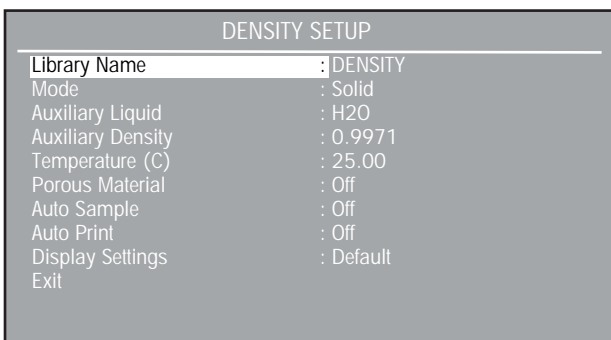 DENSITY SETUP
Library Name : DENSITY
Mode : Solid
Auxiliary Liquid : H2O
Auxiliary Density : 0.9971
Temperature (C) : 25.00
Porous Material : Off
Auto Sample : Off
Auto Print : Off
Display Settings : Default
Exit